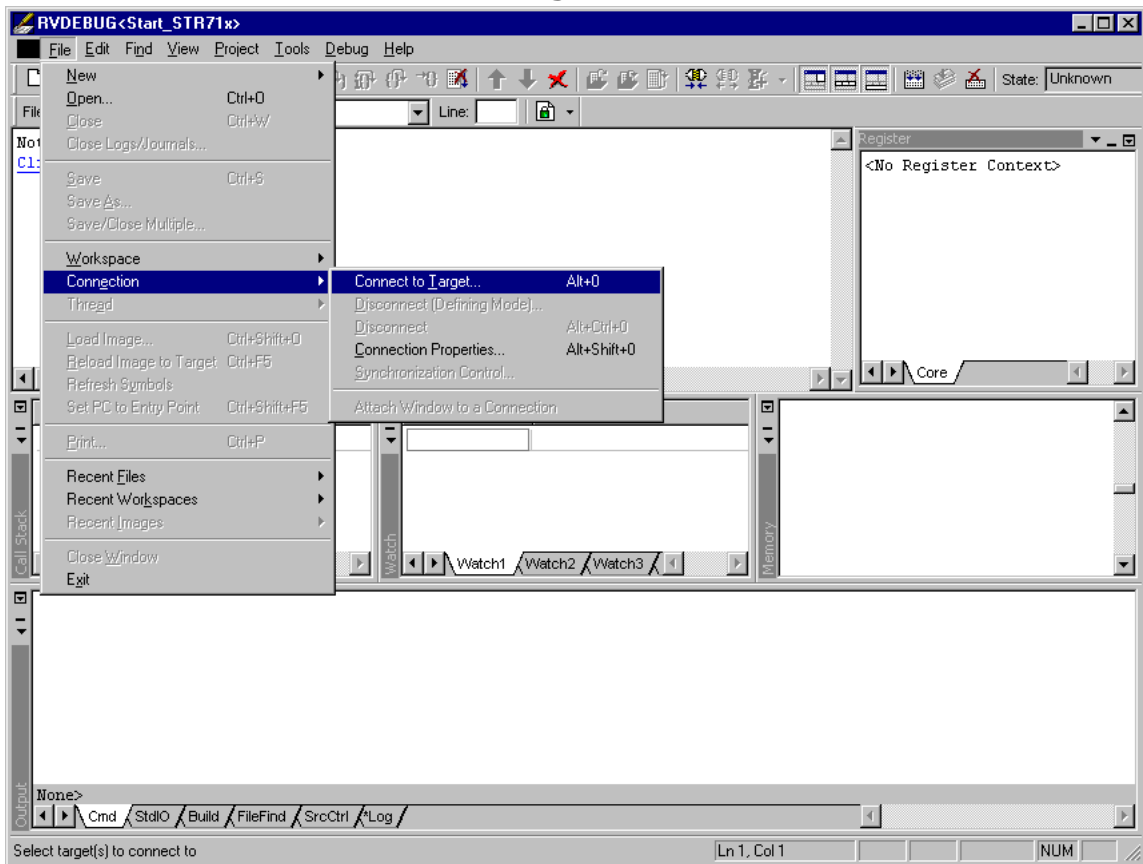 RVDEBUG<Start_STR71x>
File Edit Find View Project Tools Debug Help
State: Unknown
File
Line:
New
Open... Ctrl+O
Close Ctrl+W
Close Logs/Journals...
Save Ctrl+S
Save As...
Save/Close Multiple...
Workspace
Connection
Thread
Load Image... Ctrl+Shift+O
Reload Image to Target Ctrl+F5
Refresh Symbols
Set PC to Entry Point Ctrl+Shift+F5
Print... Ctrl+P
Recent Files
Recent Workspaces
Recent Images
Close Window
Exit
Connect to Target... Alt+0
Disconnect (Defining Mode)...
Disconnect Alt+Ctrl+0
Connection Properties... Alt+Shift+0
Synchronization Control...
Attach Window to a Connection
Register
<No Register Context>
Core
Call Stack
Watch
Watch1 Watch2 Watch3
Memory
Output
None>
Cmd StdIO Build FileFind SrcCtrl *Log
Select target(s) to connect to
Ln 1, Col 1
NUM